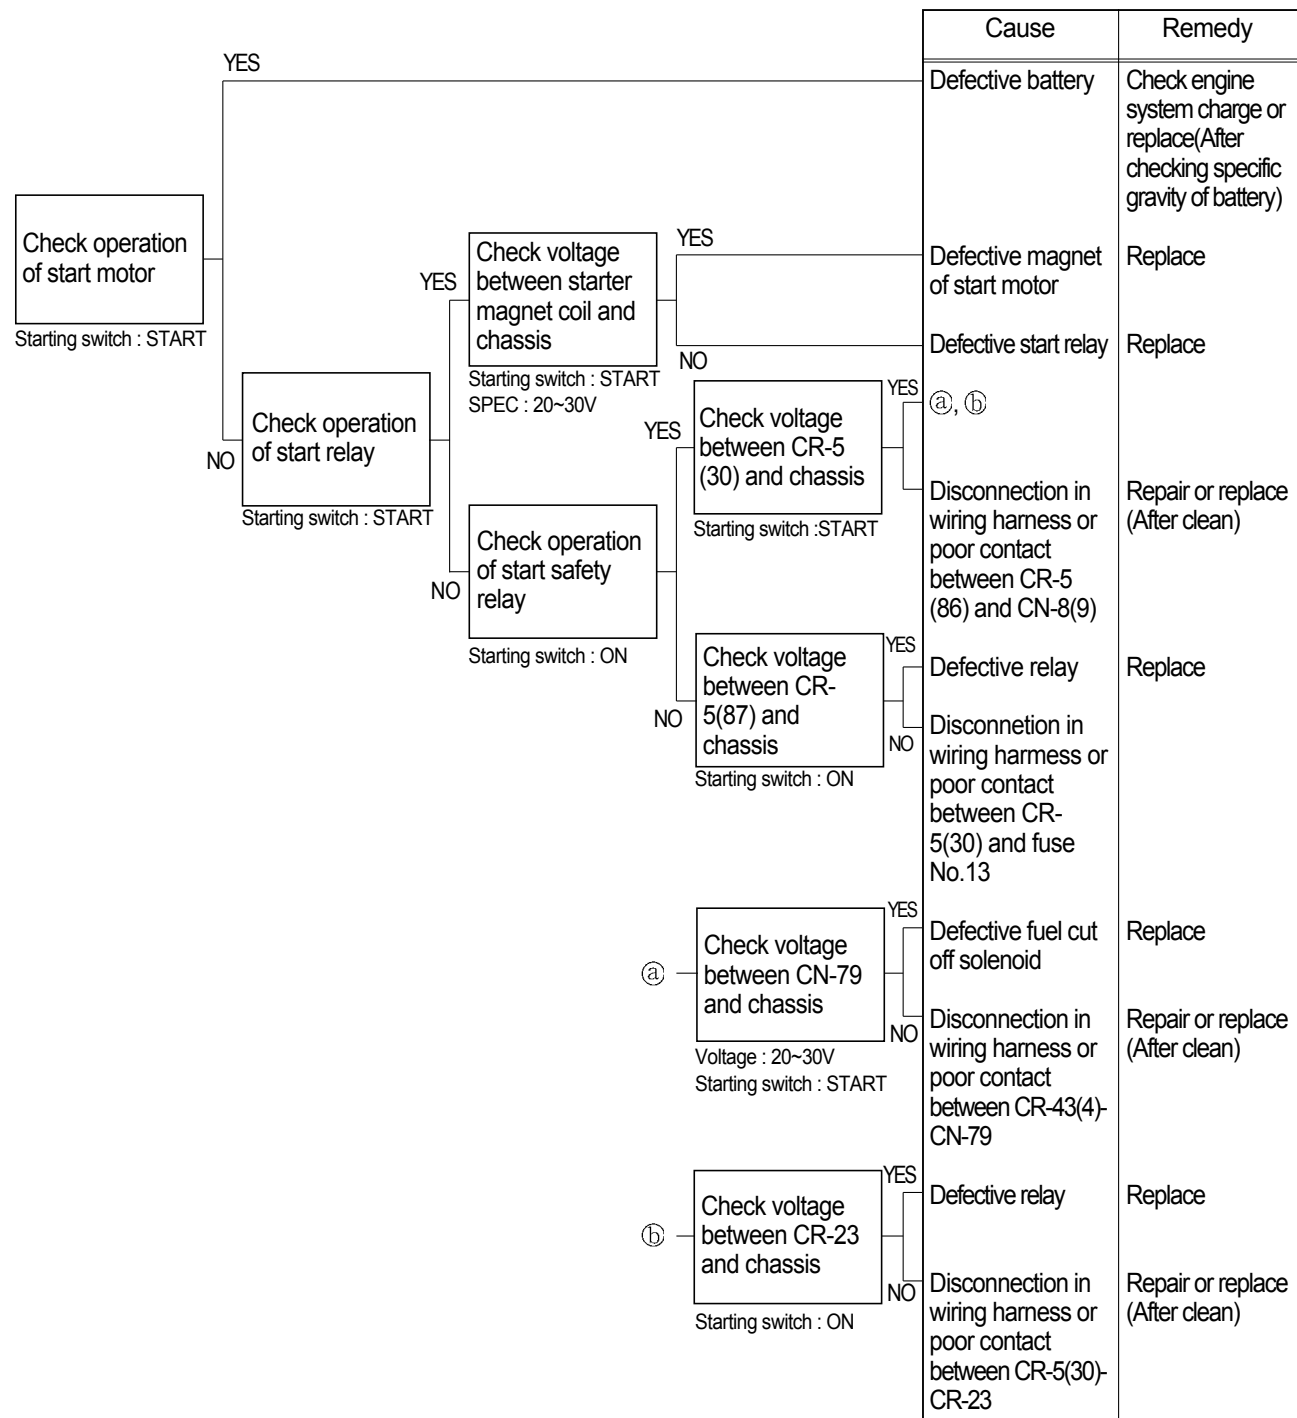 Cause
Remedy
YES
Defective battery
Check engine
system charge or
replace(After
checking specific
gravity of battery)
Check operation
of start motor
Starting switch : START
YES
Check voltage
between starter
magnet coil and
chassis
Starting switch : START
SPEC : 20~30V
YES
Defective magnet
of start motor
Replace
NO
Defective start relay
Replace
NO
Check operation
of start relay
Starting switch : START
YES
Check voltage
between CR-5
(30) and chassis
Starting switch :START
YES
ⓐ, ⓑ
Disconnection in
wiring harness or
poor contact
between CR-5
(86) and CN-8(9)
Repair or replace
(After clean)
NO
Check operation
of start safety
relay
Starting switch : ON
NO
Check voltage
between CR-
5(87) and
chassis
Starting switch : ON
YES
Defective relay
Replace
NO
Disconnetion in
wiring harmess or
poor contact
between CR-
5(30) and fuse
No.13
ⓐ
Check voltage
between CN-79
and chassis
Voltage : 20~30V
Starting switch : START
YES
Defective fuel cut
off solenoid
Replace
NO
Disconnection in
wiring harness or
poor contact
between CR-43(4)-
CN-79
Repair or replace
(After clean)
ⓑ
Check voltage
between CR-23
and chassis
Starting switch : ON
YES
Defective relay
Replace
NO
Disconnection in
wiring harness or
poor contact
between CR-5(30)-
CR-23
Repair or replace
(After clean)